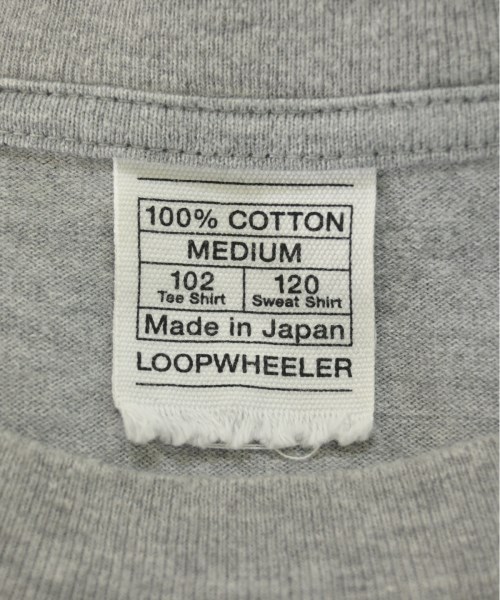 100% COTTON
MEDIUM
102 120
Tee Shirt Sweat Shirt
Made in Japan
LOOPWHEELER